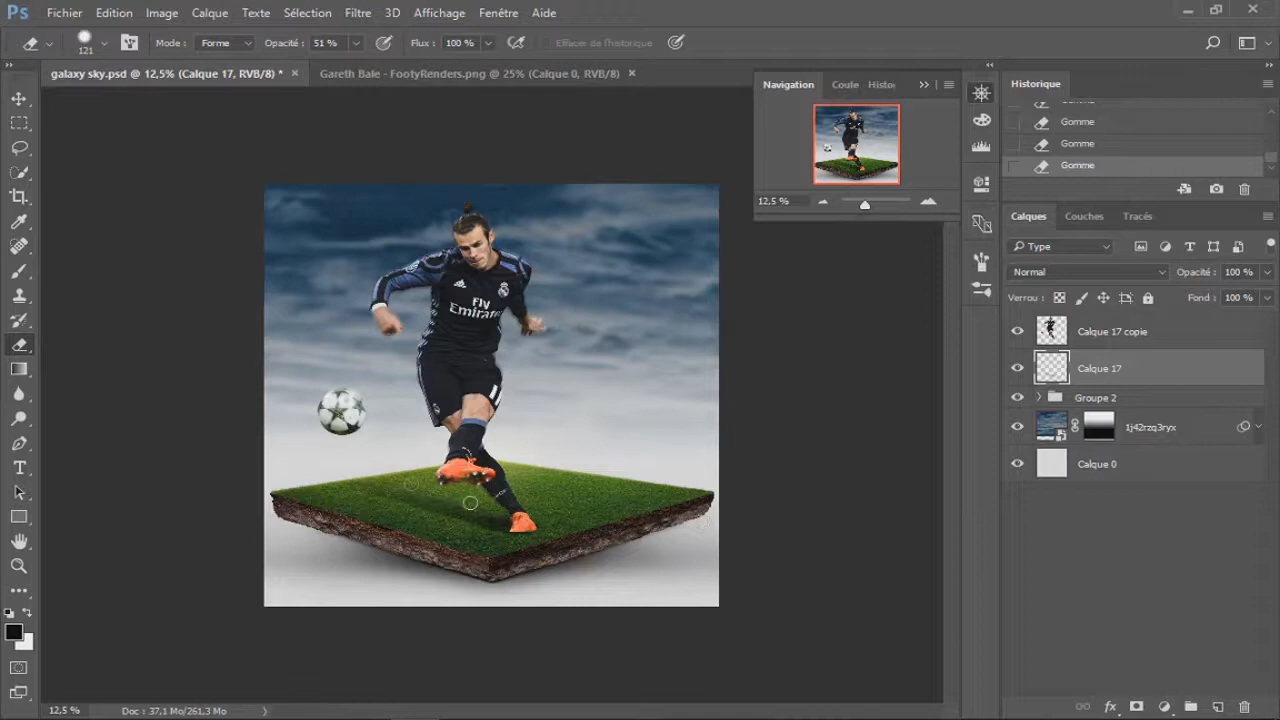 Ps Fichier Edition Image Calque Texte Sélection Filtre 3D Affichage Fenêtre Aide
121 Mode : Forme Opacité : 51 % Flux : 100 % Effacer de l'historique
galaxy sky.psd @ 12,5% (Calque 17, RVB/8) * × Gareth Bale - FootyRenders.png @ 25% (Calque 0, RVB/8) ×
Navigation Coule Histo
12,5 %
Historique
Gomme
Gomme
Gomme
Calques Couches Tracés
Type
Normal Opacité : 100 %
Verrou : Fond : 100 %
Calque 17 copie
Calque 17
Groupe 2
1j42rzq3ryx
Calque 0
fx
adidas
Fly
Emirates
12,5 % Doc : 37,1 Mo/261,3 Mo